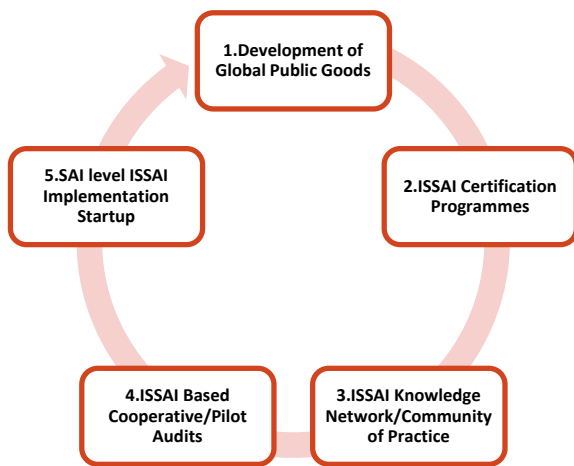 1.Development of
Global Public Goods
2.ISSAI Certification
Programmes
3.ISSAI Knowledge
Network/Community
of Practice
4.ISSAI Based
Cooperative/Pilot
Audits
5.SAI level ISSAI
Implementation
Startup